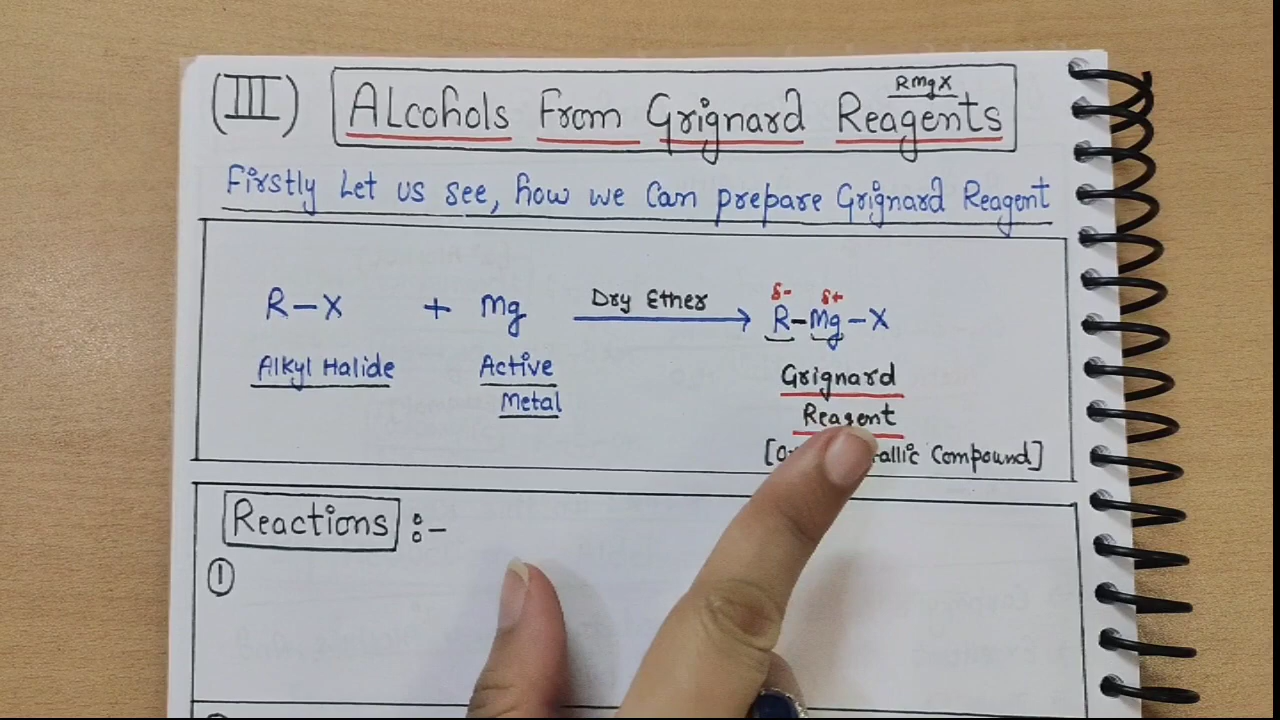 (III) Alcohols From Grignard Reagents
RMgX
Firstly Let us see, how we Can prepare Grignard Reagent
R-X + Mg Dry Ether R-Mg-X
δ- δ+
Alkyl Halide Active Metal
Grignard
Reagent
Compound]
Reactions :-
①